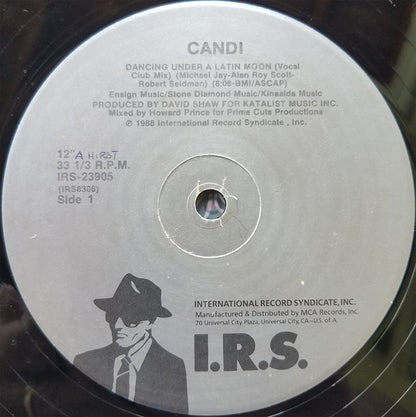 CANDI
DANCING UNDER A LATIN MOON (Vocal
Club Mix) (Michael Jay-Alan Roy Scott-
Robert Seidman) (8:08-BMI/ASCAP)
Ensign Music/Stone Diamond Music/Kinsaida Music
PRODUCED BY DAVID SHAW FOR KATALIST MUSIC INC.
Mixed by Howard Prince for Prime Cuts Productions
℗ 1988 International Record Syndicate , Inc.
12" A HIRST
33 1/3 R.P.M.
IRS-23905
(IRS8308)
Side 1
INTERNATIONAL RECORD SYNDICATE, INC.
Manufactured & Distributed by MCA Records, Inc.
70 Universal City Plaza, Universal City, CA-U.S. of A.
I.R.S.